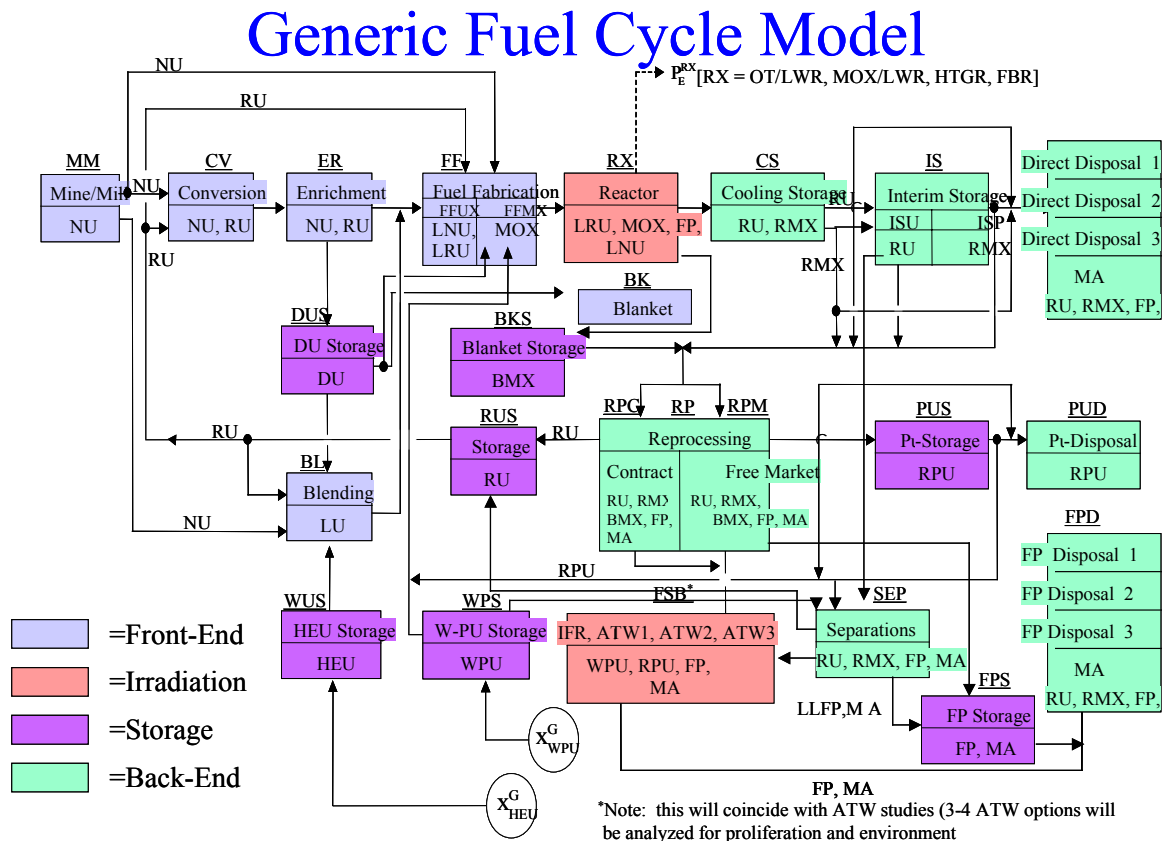 Generic Fuel Cycle Model
NU
P_E^RX [RX = OT/LWR, MOX/LWR, HTGR, FBR]
RU
MM
CV
ER
FF
RX
CS
IS
Mine/Mill
NU
NU
Conversion
NU, RU
Enrichment
NU, RU
Fuel Fabrication
FFUX
FFMX
LNU,
LRU
MOX
Reactor
LRU, MOX, FP,
LNU
Cooling Storage
RU, RMX
RU
Interim Storage
ISU
ISP
RU
RMX
Direct Disposal 1
Direct Disposal 2
Direct Disposal 3
MA
RU, RMX, FP,
RU
RMX
BK
Blanket
DUS
DU Storage
DU
BKS
Blanket Storage
BMX
RUS
Storage
RU
RU
RU
RPC
RP
RPM
Reprocessing
Contract
Free Market
RU, RMX
BMX, FP,
MA
RU, RMX,
BMX, FP, MA
PUS
Pu-Storage
RPU
PUD
Pu-Disposal
RPU
BL
Blending
LU
NU
RPU
FPD
FP Disposal 1
FP Disposal 2
FP Disposal 3
MA
RU, RMX, FP,
WUS
HEU Storage
HEU
WPS
W-PU Storage
WPU
FSB*
IFR, ATW1, ATW2, ATW3
WPU, RPU, FP,
MA
SEP
Separations
RU, RMX, FP, MA
LLFP,M A
FPS
FP Storage
FP, MA
=Front-End
=Irradiation
=Storage
=Back-End
X^G_WPU
X^G_HEU
FP, MA
*Note: this will coincide with ATW studies (3-4 ATW options will
be analyzed for proliferation and environment